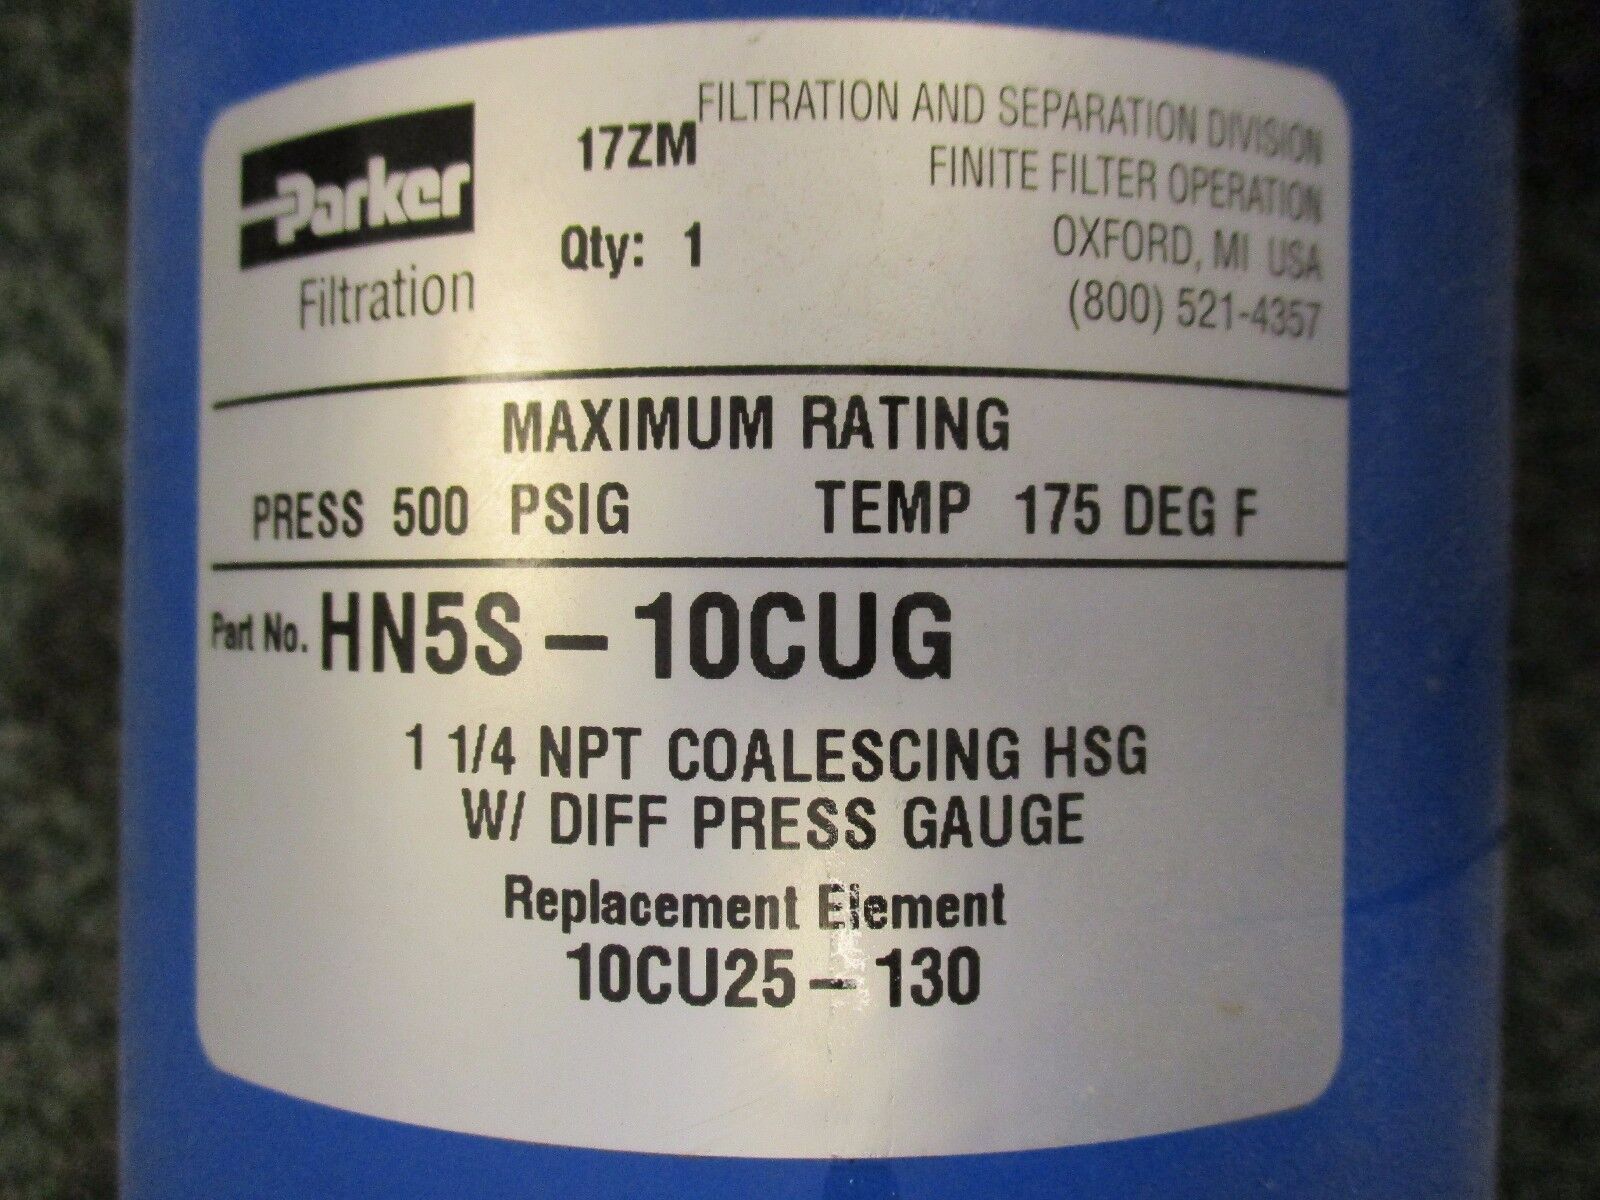 Parker
Filtration
17ZM
Qty: 1
FILTRATION AND SEPARATION DIVISION
FINITE FILTER OPERATION
OXFORD, MI USA
(800) 521-4357
MAXIMUM RATING
PRESS 500 PSIG TEMP 175 DEG F
Part No. HN5S-10CUG
1 1/4 NPT COALESCING HSG
W/ DIFF PRESS GAUGE
Replacement Element
10CU25-130